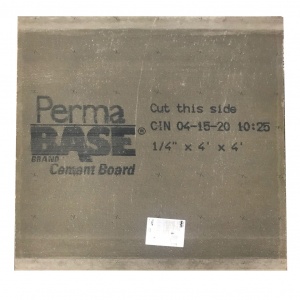 Perma
BASE®
BRAND
Cement Board
Cut this side
CIN 04-15-20 10:25
1/4" x 4' x 4'